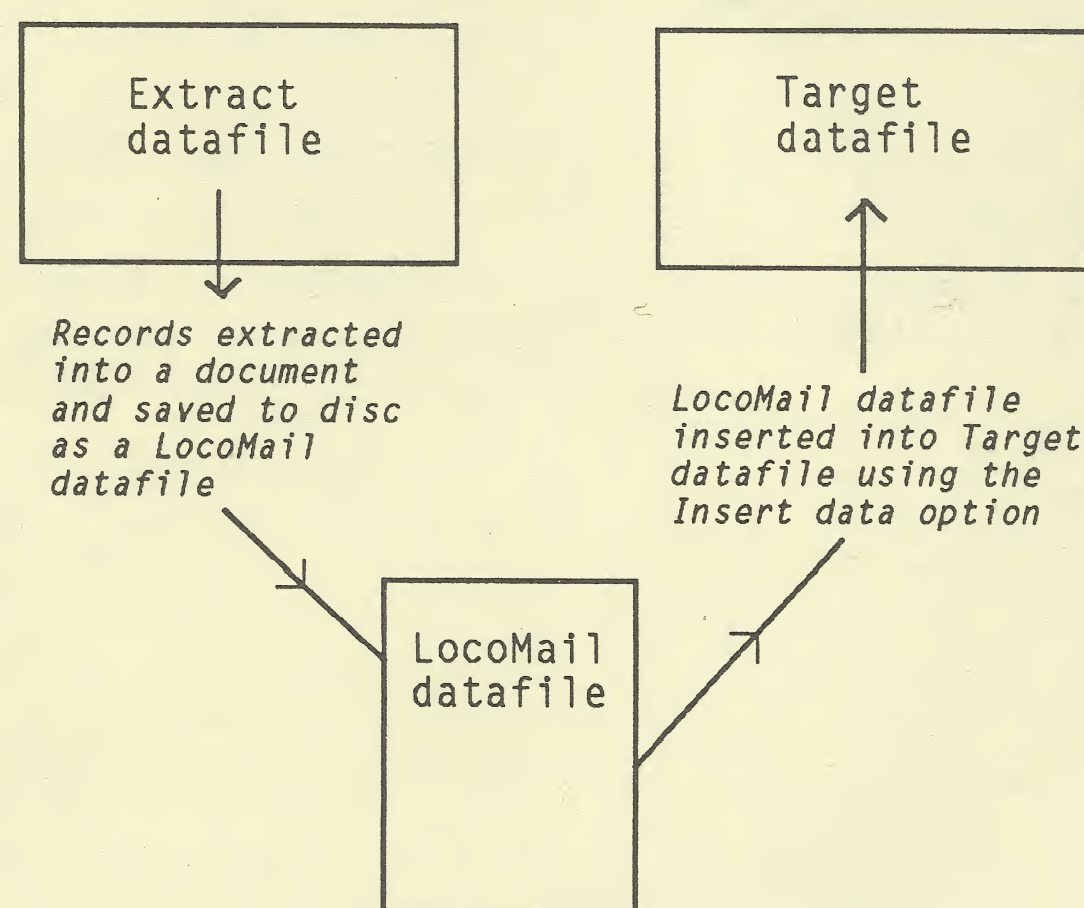 Extract
datafile
Target
datafile
Records extracted
into a document
and saved to disc
as a LocoMail
datafile
LocoMail datafile
inserted into Target
datafile using the
Insert data option
LocoMail
datafile